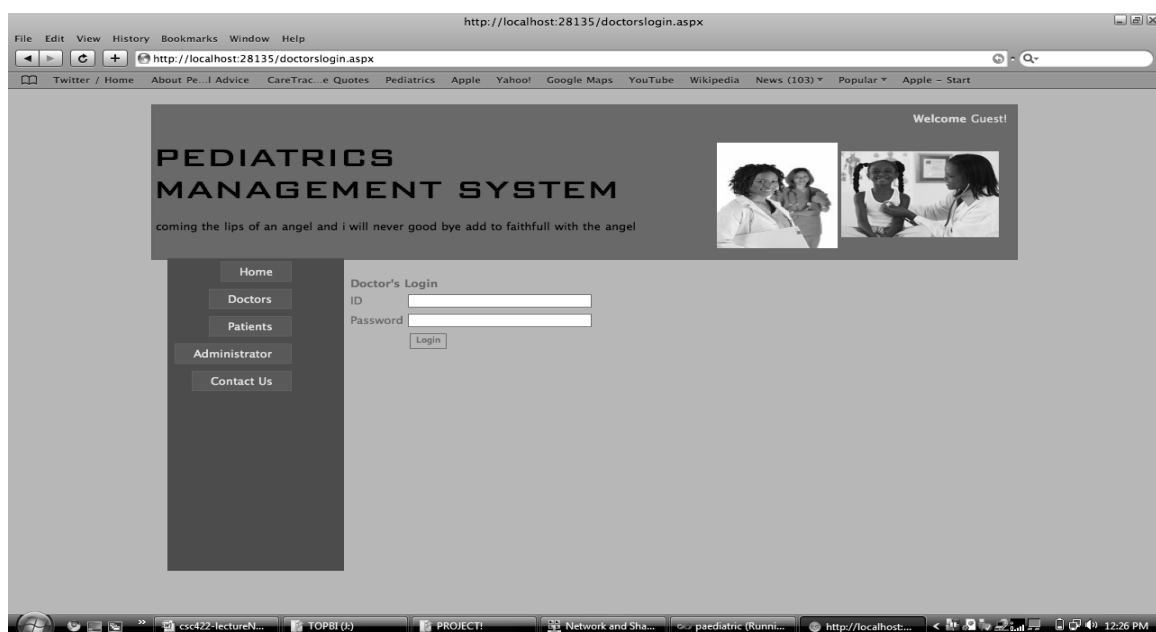 http://localhost:28135/doctorslogin.aspx
File Edit View History Bookmarks Window Help
http://localhost:28135/doctorslogin.aspx
Twitter / Home About Pe...l Advice CareTrac...e Quotes Pediatrics Apple Yahoo! Google Maps YouTube Wikipedia News (103) Popular Apple – Start
Welcome Guest!
PEDIATRICS
MANAGEMENT SYSTEM
coming the lips of an angel and i will never good bye add to faithfull with the angel
Home
Doctors
Patients
Administrator
Contact Us
Doctor's Login
ID
Password
Login
csc422-lectureN... TOPBI (J:) PROJECT! Network and Sha... paediatric (Runni... http://localhost:... 12:26 PM